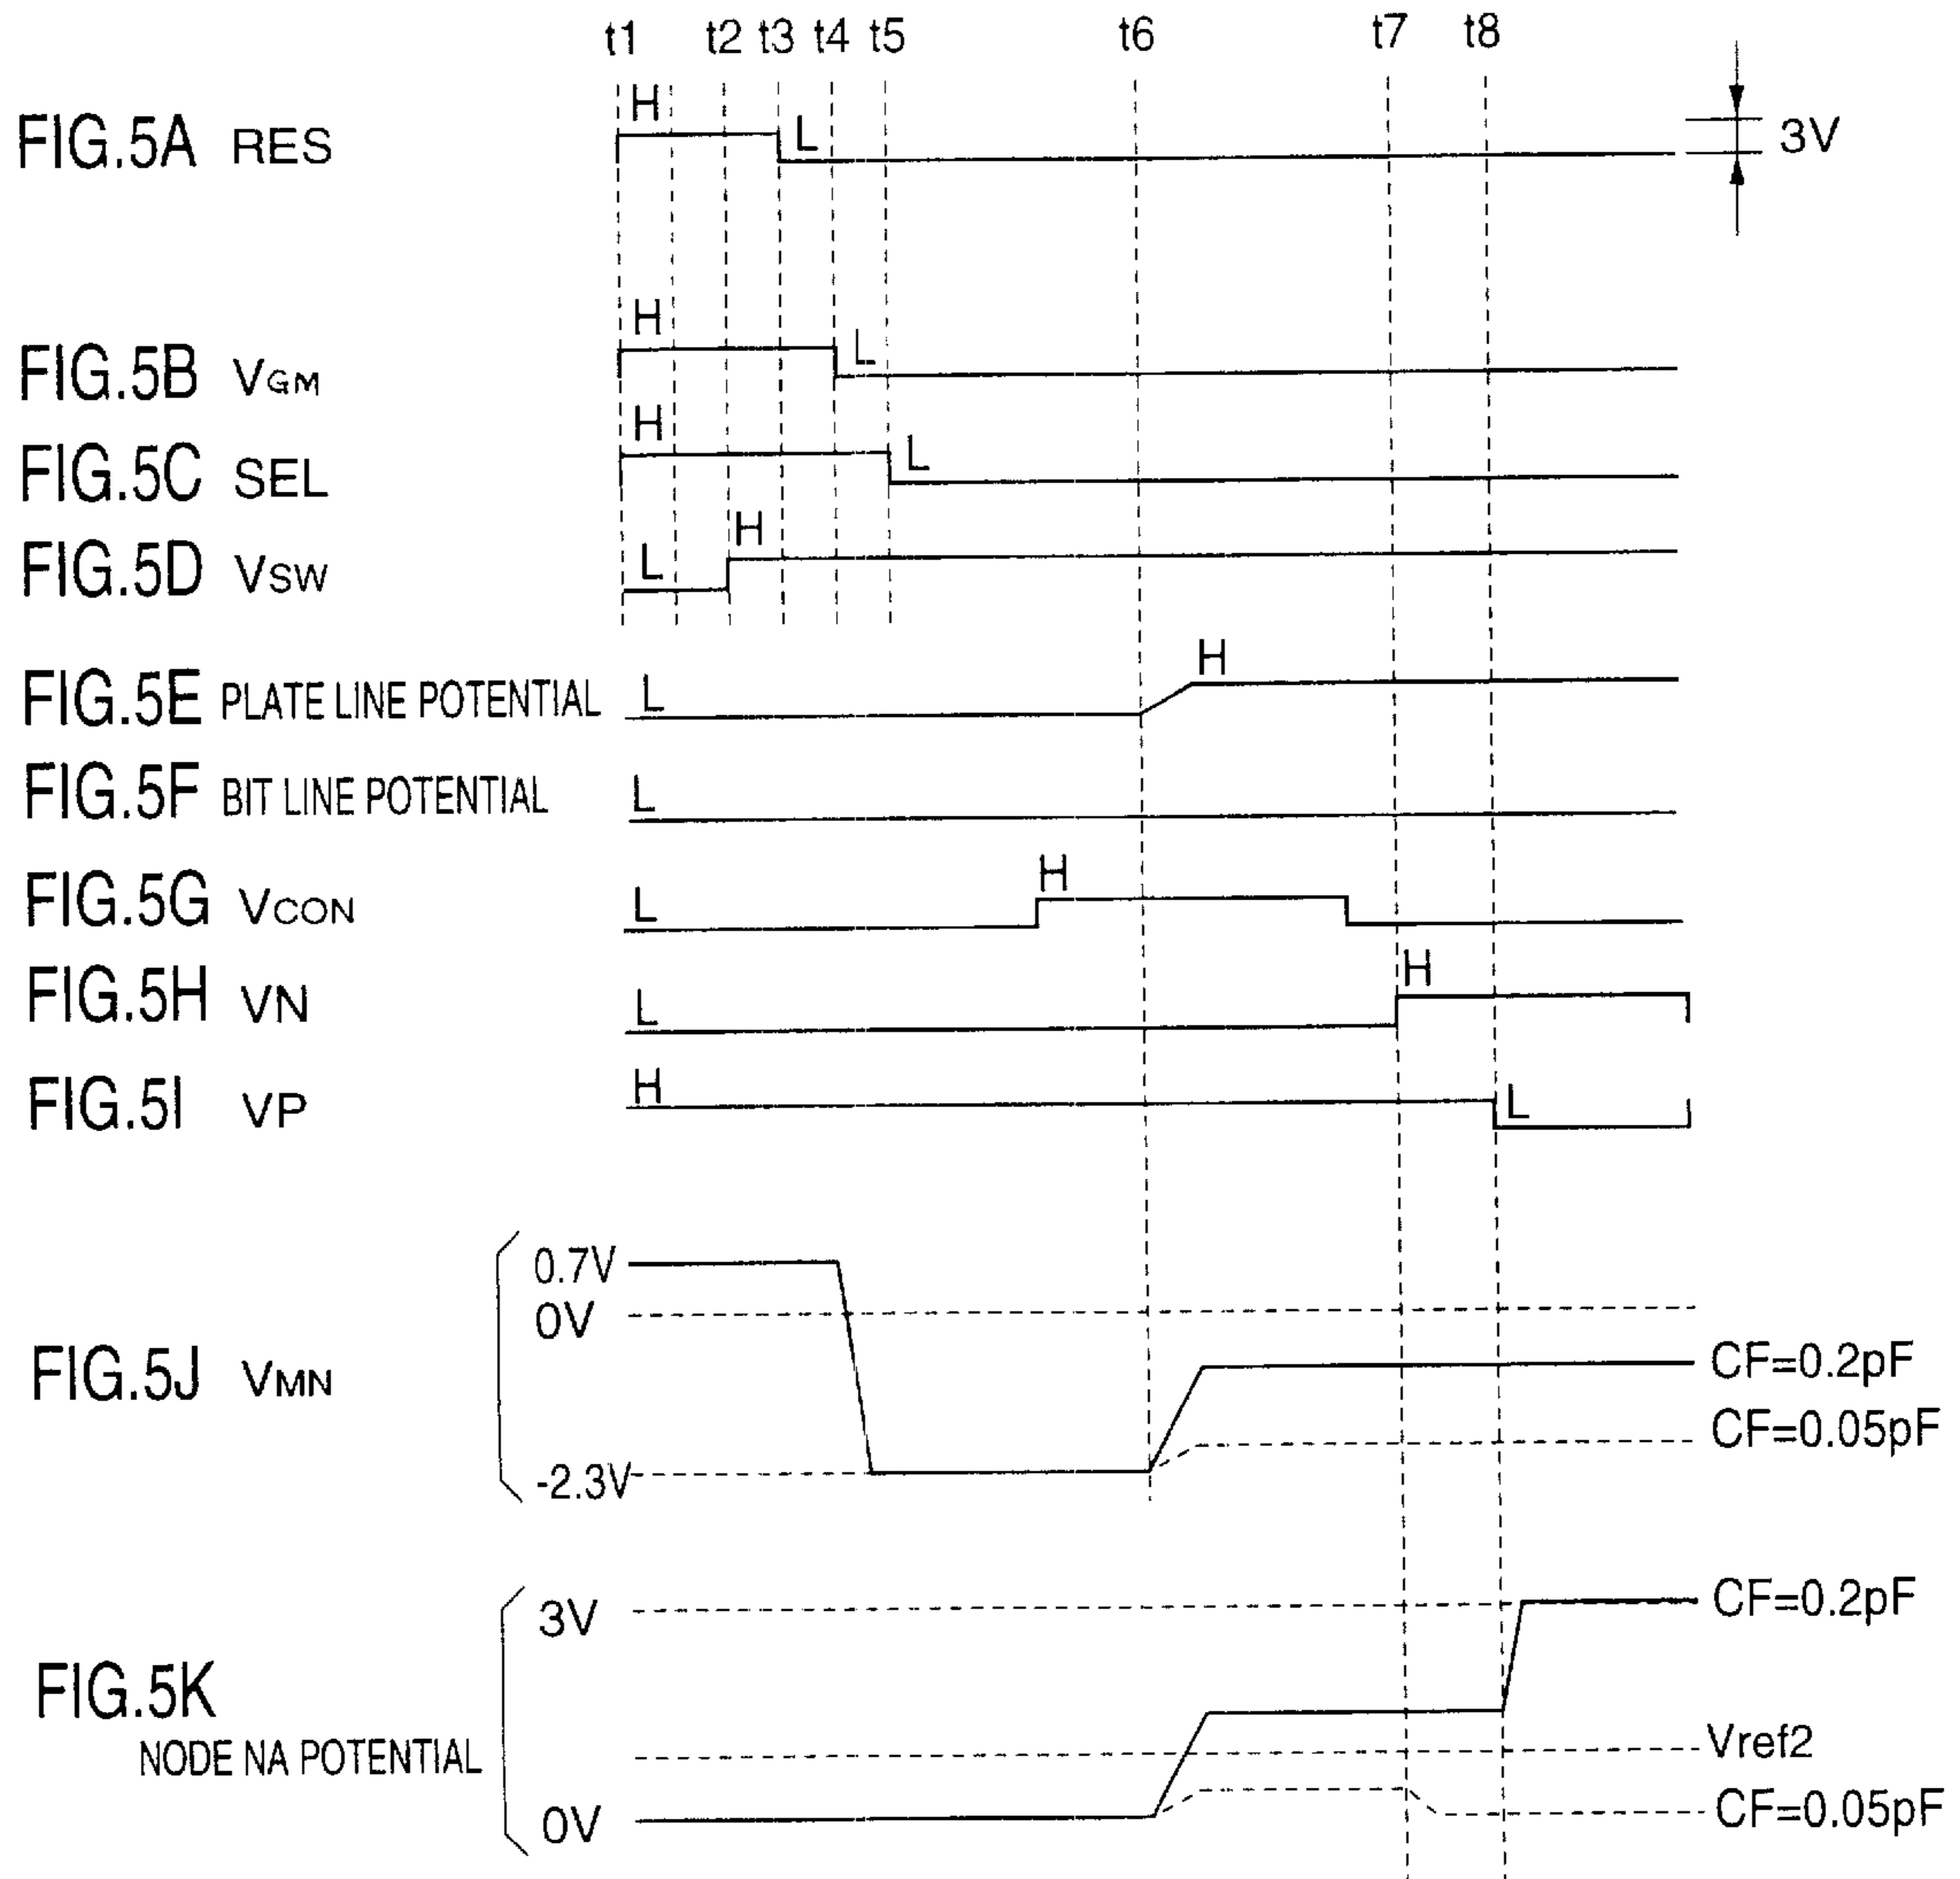 t1 t2 t3 t4 t5 t6 t7 t8
FIG.5A RES H L 3V
FIG.5B VGM H L
FIG.5C SEL H L
FIG.5D VSW L H
FIG.5E PLATE LINE POTENTIAL L H
FIG.5F BIT LINE POTENTIAL L
FIG.5G VCON L H
FIG.5H VN L H
FIG.5I VP H L
FIG.5J VMN
0.7V
0V
-2.3V
CF=0.2pF
CF=0.05pF
FIG.5K
NODE NA POTENTIAL
3V
0V
CF=0.2pF
Vref2
CF=0.05pF